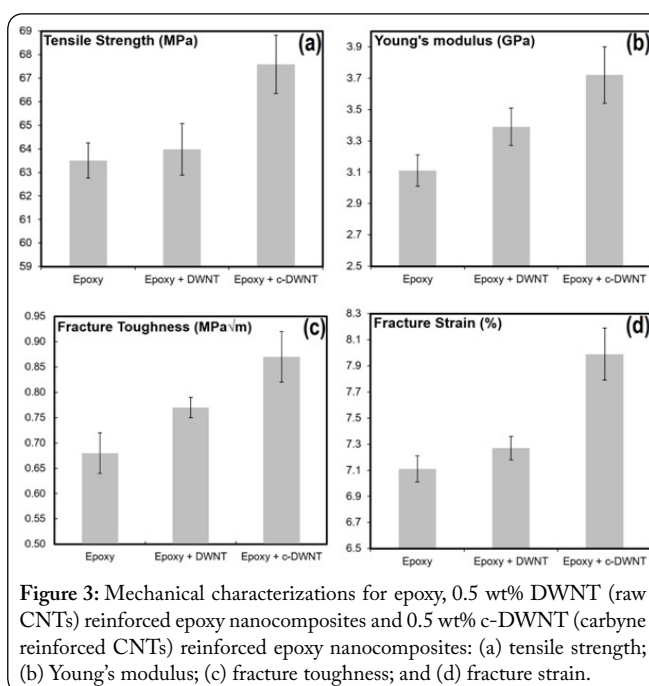 Tensile Strength (MPa)
(a)
69
68
67
66
65
64
63
62
61
60
59
Epoxy
Epoxy + DWNT
Epoxy + c-DWNT
Young's modulus (GPa)
(b)
3.9
3.7
3.5
3.3
3.1
2.9
2.7
2.5
Epoxy
Epoxy + DWNT
Epoxy + c-DWNT
Fracture Toughness (MPa√m)
(c)
0.95
0.90
0.85
0.80
0.75
0.70
0.65
0.60
0.55
0.50
Epoxy
Epoxy + DWNT
Epoxy + c-DWNT
Fracture Strain (%)
(d)
8.3
8.1
7.9
7.7
7.5
7.3
7.1
6.9
6.7
6.5
Epoxy
Epoxy + DWNT
Epoxy + c-DWNT
Figure 3: Mechanical characterizations for epoxy, 0.5 wt% DWNT (raw
CNTs) reinforced epoxy nanocomposites and 0.5 wt% c-DWNT (carbyne
reinforced CNTs) reinforced epoxy nanocomposites: (a) tensile strength;
(b) Young's modulus; (c) fracture toughness; and (d) fracture strain.